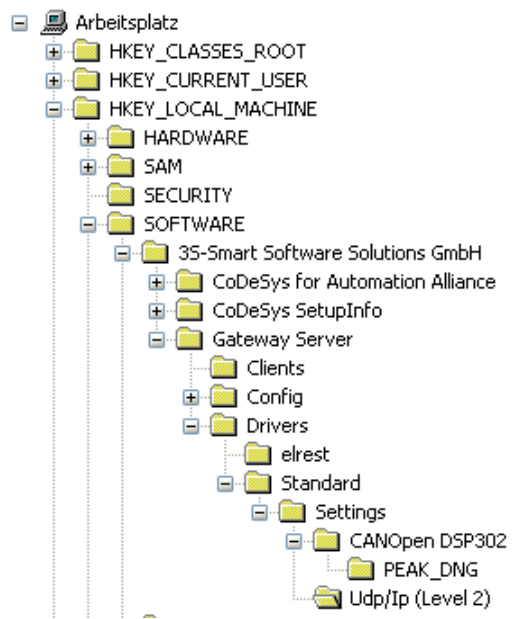 Arbeitsplatz
HKEY_CLASSES_ROOT
HKEY_CURRENT_USER
HKEY_LOCAL_MACHINE
HARDWARE
SAM
SECURITY
SOFTWARE
3S-Smart Software Solutions GmbH
CoDeSys for Automation Alliance
CoDeSys SetupInfo
Gateway Server
Clients
Config
Drivers
elrest
Standard
Settings
CANOpen DSP302
PEAK_DNG
Udp/Ip (Level 2)